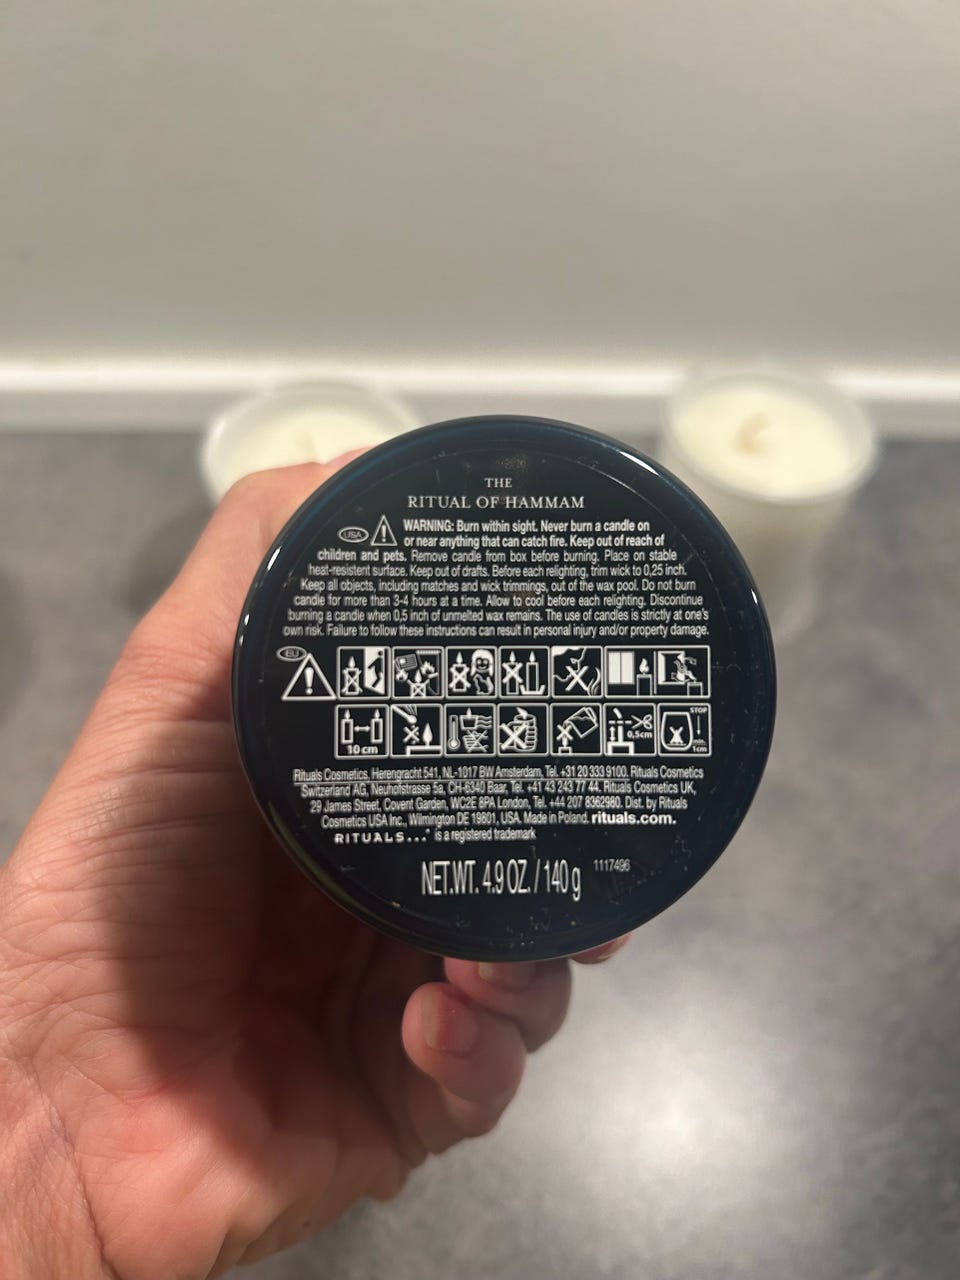 THE
RITUAL OF HAMMAM
USA WARNING: Burn within sight. Never burn a candle on
or near anything that can catch fire. Keep out of reach of
children and pets. Remove candle from box before burning. Place on stable
heat-resistent surface. Keep out of drafts. Before each relighting, trim wick to 0,25 inch.
Keep all objects, including matches and wick trimmings, out of the wax pool. Do not burn
candle for more than 3-4 hours at a time. Allow to cool before each relighting. Discontinue
burning a candle when 0,5 inch of unmelted wax remains. The use of candles is strictly at one's
own risk. Failure to follow these instructions can result in personal injury and/or property damage.
EU
STOP
10 cm 0,5cm min. 1cm
Rituals Cosmetics, Herengracht 541, NL-1017 BW Amsterdam, Tel. +31 20 333 9100. Rituals Cosmetics
Switzerland AG, Neuhofstrasse 5a, CH-6340 Baar, Tel. +41 43 243 77 44. Rituals Cosmetics UK,
29 James Street, Covent Garden, WC2E 8PA London, Tel. +44 207 8362980. Dist. by Rituals
Cosmetics USA Inc., Wilmington DE 19801, USA. Made in Poland. rituals.com.
RITUALS...® is a registered trademark
NET.WT. 4.9 OZ. / 140 g 1117496